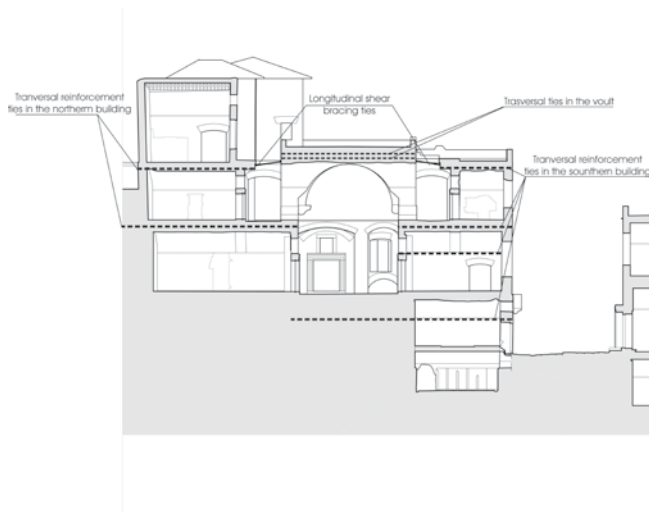 Tranversal reinforcement
ties in the northern building
Longitudinal shear
bracing ties
Trasversal ties in the vault
Tranversal reinforcement
ties in the sounthern building